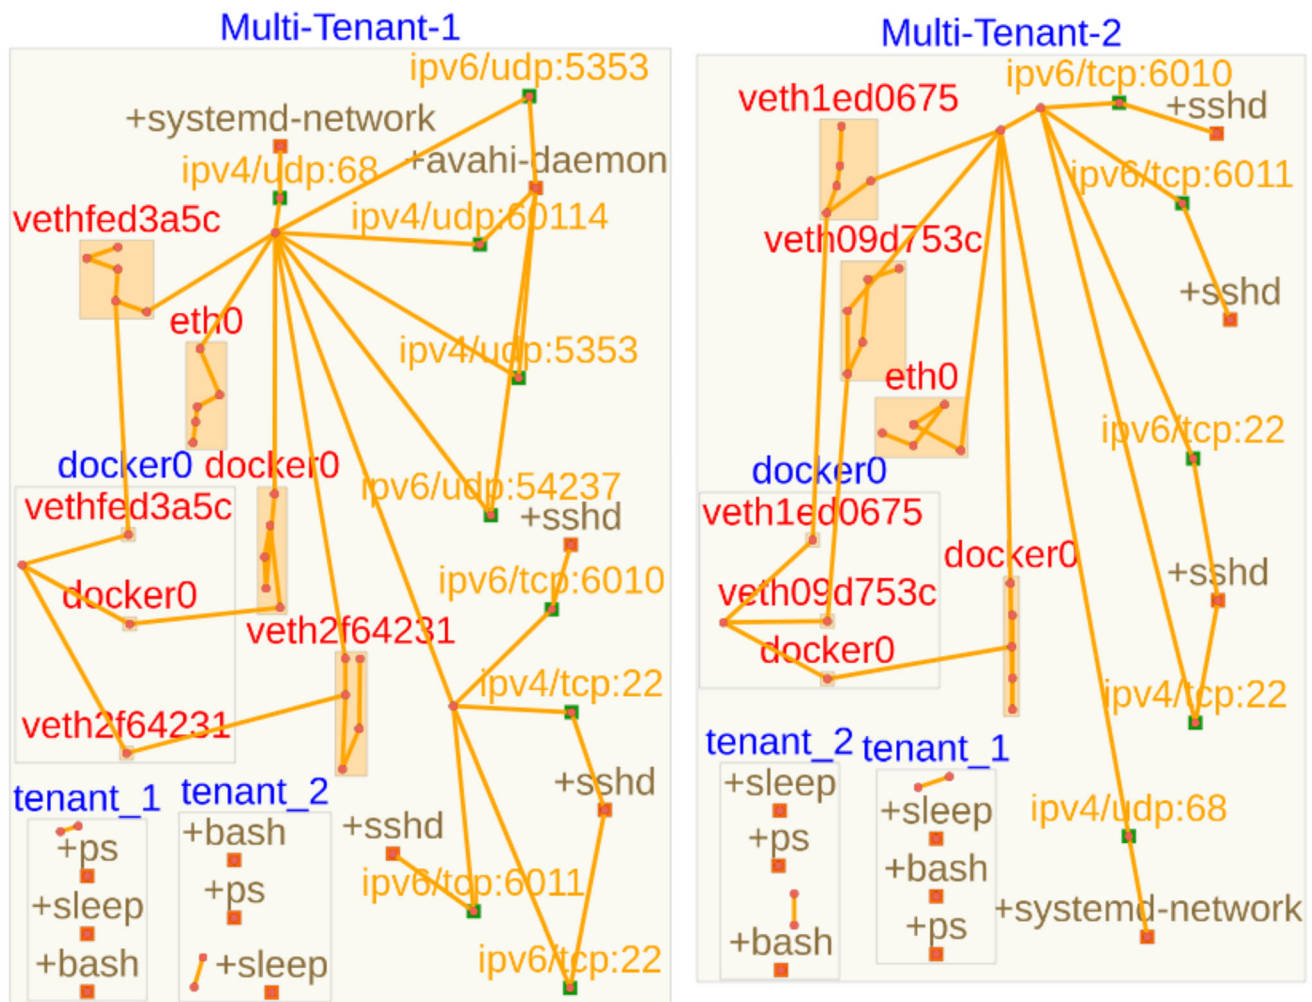 Multi-Tenant-1
ipv6/udp:5353
+systemd-network
ipv4/udp:68
+avahi-daemon
vethfed3a5c
ipv4/udp:60114
eth0
ipv4/udp:5353
docker0
docker0
ipv6/udp:54237
vethfed3a5c
+sshd
ipv6/tcp:6010
docker0
veth2f64231
ipv4/tcp:22
veth2f64231
tenant_1
tenant_2
+sshd
+ps
+bash
+sshd
+sleep
+ps
ipv6/tcp:6011
+bash
+sleep
ipv6/tcp:22
Multi-Tenant-2
ipv6/tcp:6010
veth1ed0675
+sshd
ipv6/tcp:6011
veth09d753c
+sshd
eth0
ipv6/tcp:22
docker0
veth1ed0675
docker0
veth09d753c
+sshd
docker0
ipv4/tcp:22
tenant_2
tenant_1
+sleep
+sleep
ipv4/udp:68
+ps
+bash
+bash
+ps
+systemd-network